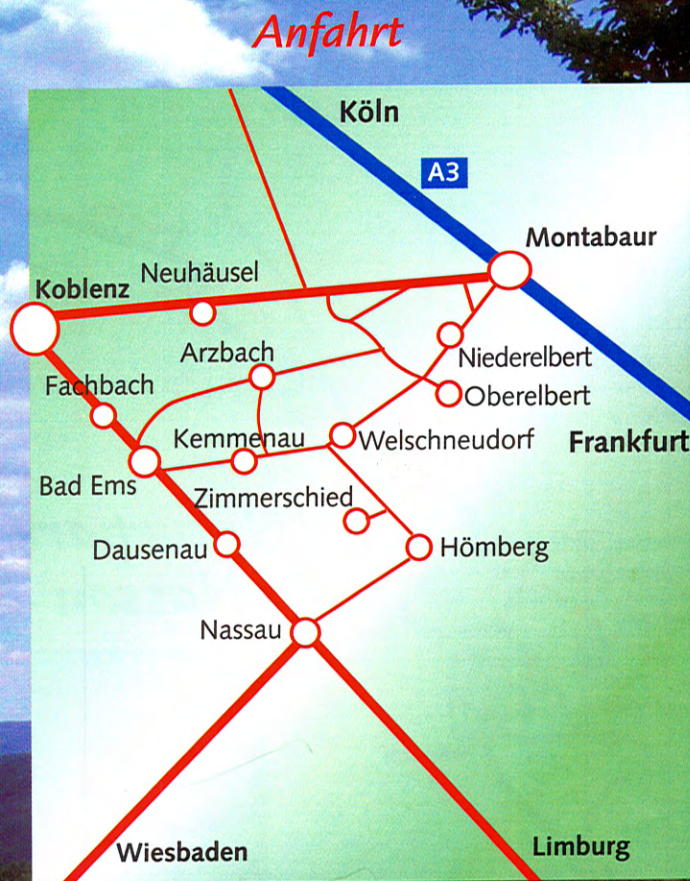 Anfahrt
Köln
A3
Montabaur
Neuhäusel
Koblenz
Niederelbert
Arzbach
Fachbach
Oberelbert
Kemmenau
Welschneudorf
Frankfurt
Bad Ems
Zimmerschied
Dausenau
Hömberg
Nassau
Wiesbaden
Limburg